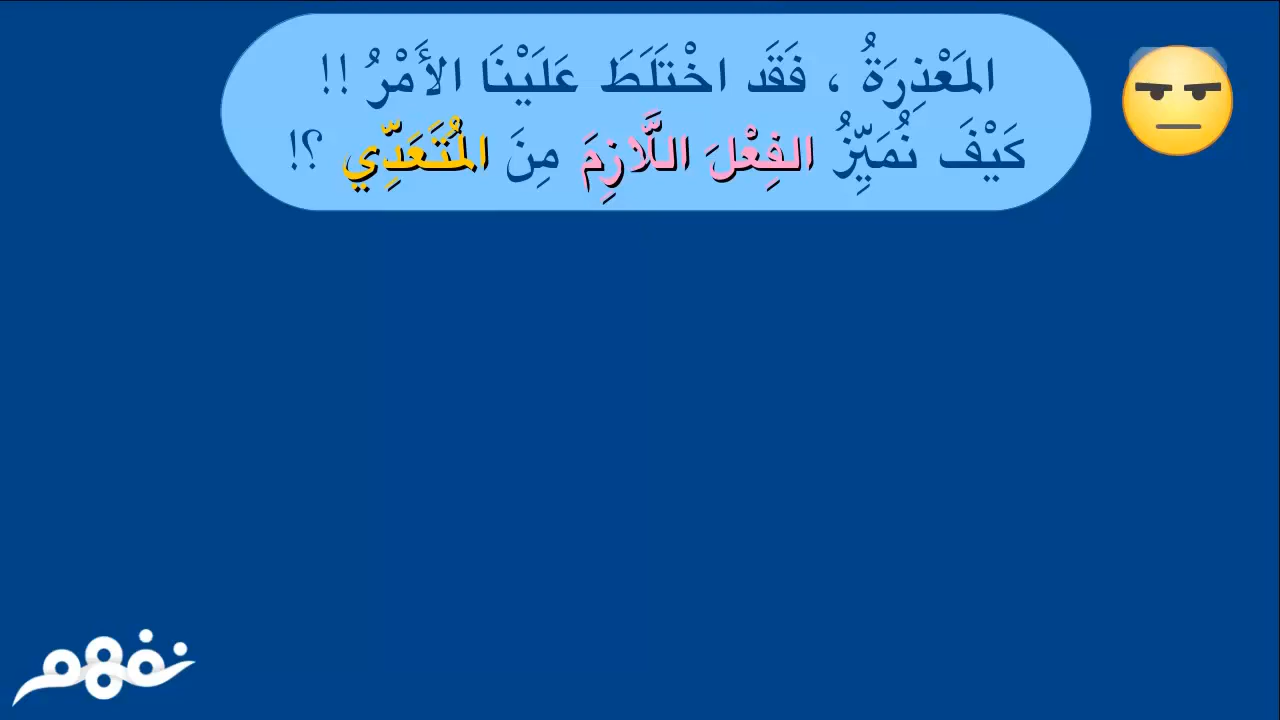 المَعْذِرَةُ ، فَقَد اخْتَلَطَ عَلَيْنَا الأَمْرُ !!
كَيْفَ نُمَيِّزُ الفِعْلَ اللَّازِمَ مِنَ المُتَعَدِّي ؟!
نفهم